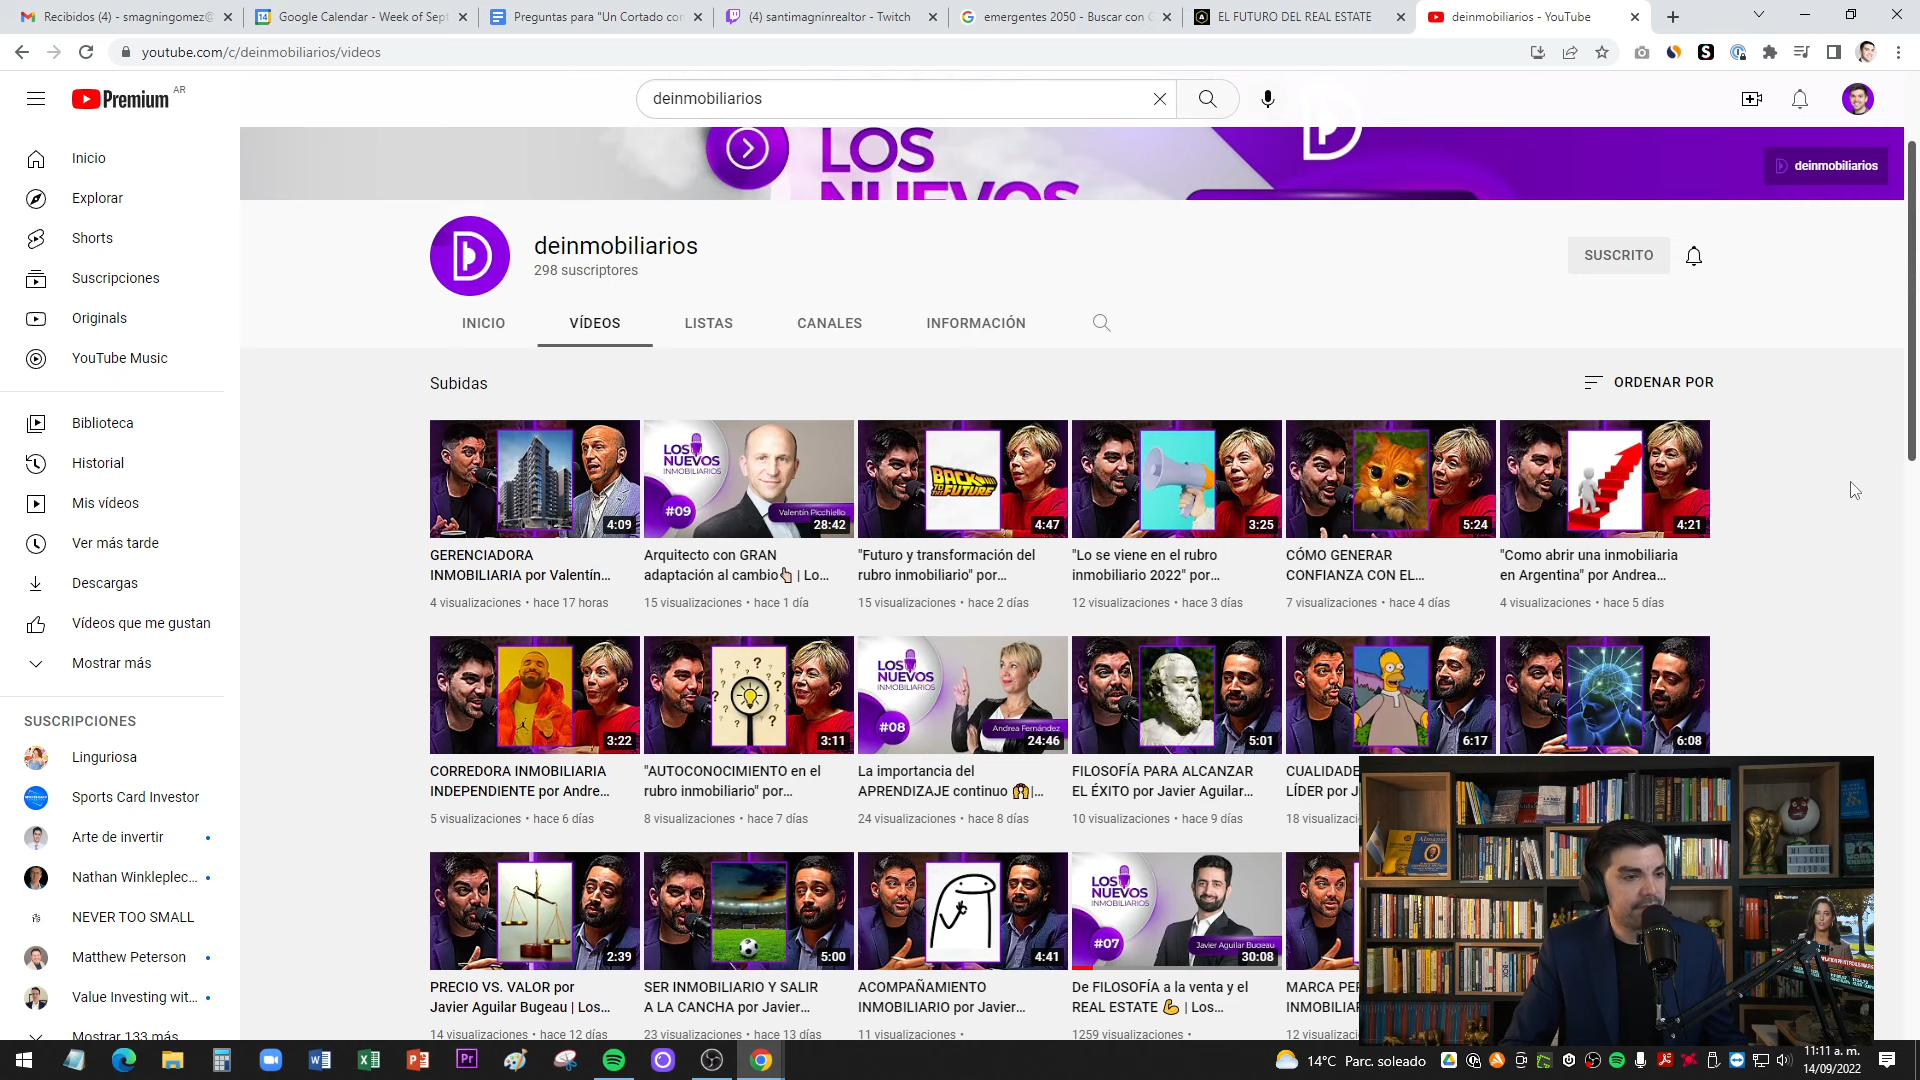 Recibidos (4) - smagningomez@
Google Calendar - Week of Sept
Preguntas para "Un Cortado con
(4) santimagninrealtor - Twitch
emergentes 2050 - Buscar con G
EL FUTURO DEL REAL ESTATE
deinmobiliarios - YouTube
youtube.com/c/deinmobiliarios/videos
Premium AR
deinmobiliarios
LOS
NUEVOS
deinmobiliarios
Inicio
Explorar
Shorts
Suscripciones
Originals
YouTube Music
Biblioteca
Historial
Mis vídeos
Ver más tarde
Descargas
Vídeos que me gustan
Mostrar más
SUSCRIPCIONES
Linguriosa
Sports Card Investor
Arte de invertir
Nathan Winkleplec...
NEVER TOO SMALL
Matthew Peterson
Value Investing wit...
Mostrar 133 más
deinmobiliarios
298 suscriptores
SUSCRITO
INICIO
VÍDEOS
LISTAS
CANALES
INFORMACIÓN
Subidas
ORDENAR POR
4:09
LOS
NUEVOS
INMOBILIARIOS
#09
Valentín Picchiello
28:42
BACK
TO THE FUTURE
4:47
3:25
5:24
4:21
GERENCIADORA
INMOBILIARIA por Valentín...
4 visualizaciones • hace 17 horas
Arquitecto con GRAN
adaptación al cambio | Lo...
15 visualizaciones • hace 1 día
"Futuro y transformación del
rubro inmobiliario" por...
15 visualizaciones • hace 2 días
"Lo se viene en el rubro
inmobiliario 2022" por...
12 visualizaciones • hace 3 días
CÓMO GENERAR
CONFIANZA CON EL...
7 visualizaciones • hace 4 días
"Como abrir una inmobiliaria
en Argentina" por Andrea...
4 visualizaciones • hace 5 días
3:22
3:11
LOS
NUEVOS
INMOBILIARIOS
#08
Andrea Fernández
24:46
5:01
6:17
6:08
CORREDORA INMOBILIARIA
INDEPENDIENTE por Andre...
5 visualizaciones • hace 6 días
"AUTOCONOCIMIENTO en el
rubro inmobiliario" por...
8 visualizaciones • hace 7 días
La importancia del
APRENDIZAJE continuo 🙌|...
24 visualizaciones • hace 8 días
FILOSOFÍA PARA ALCANZAR
EL ÉXITO por Javier Aguilar...
10 visualizaciones • hace 9 días
CUALIDADE
LÍDER por J
18 visualizaci
2:39
5:00
4:41
LOS
NUEVOS
INMOBILIARIOS
#07
Javier Aguilar Bugeau
30:08
PRECIO VS. VALOR por
Javier Aguilar Bugeau | Los...
14 visualizaciones • hace 12 días
SER INMOBILIARIO Y SALIR
A LA CANCHA por Javier...
23 visualizaciones • hace 13 días
ACOMPAÑAMIENTO
INMOBILIARIO por Javier...
11 visualizaciones •
De FILOSOFÍA a la venta y el
REAL ESTATE 💪 | Los...
1259 visualizaciones •
MARCA PE
INMOBILIAR
12 visualizaci
14°C Parc. soleado
11:11 a. m.
14/09/2022